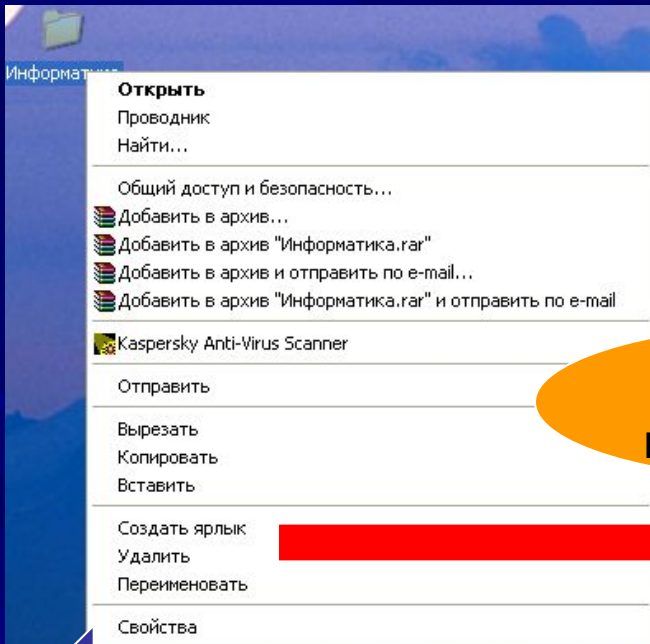 Открыть
Проводник
Найти...
Общий доступ и безопасность...
Добавить в архив...
Добавить в архив "Информатика.rar"
Добавить в архив и отправить по e-mail...
Добавить в архив "Информатика.rar" и отправить по e-mail
Kaspersky Anti-Virus Scanner
Отправить
Вырезать
Копировать
Вставить
Создать ярлык
Удалить
Переименовать
Свойства